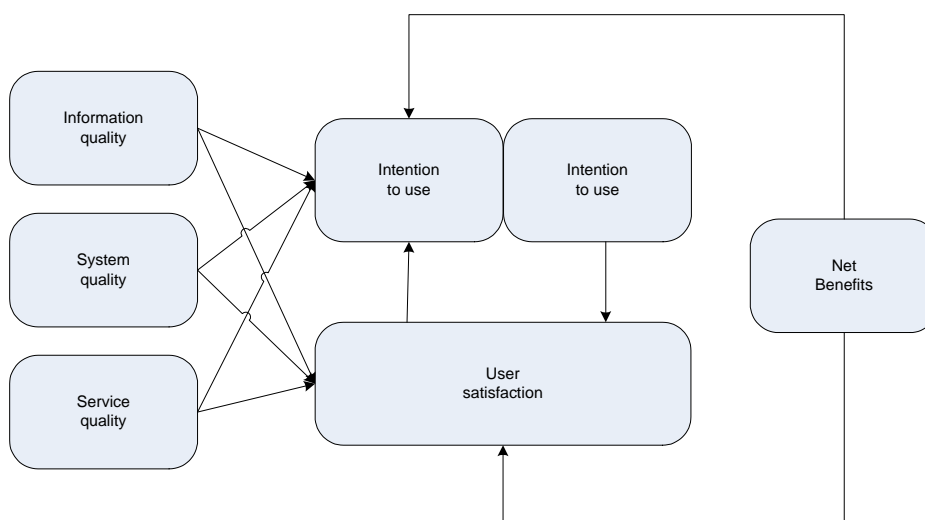 Information
quality
Intention
to use
Intention
to use
System
quality
Net
Benefits
User
satisfaction
Service
quality